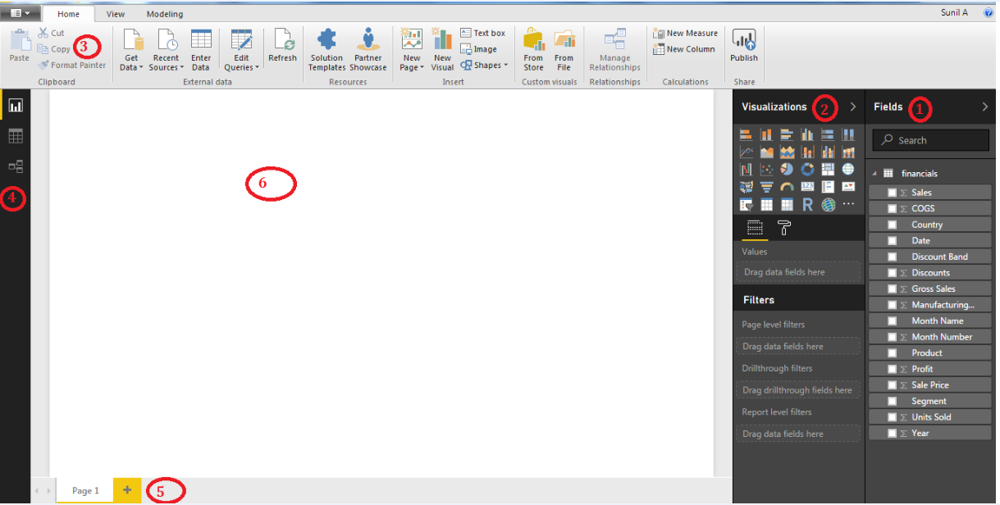 Home View Modeling Sunil A
Paste Cut
Copy 3
Format Painter
Get Data Recent Sources Enter Data Edit Queries Refresh
Solution Templates Partner Showcase
New Page New Visual Text box
Image
Shapes
From Store From File
Manage Relationships
New Measure
New Column
Publish
Clipboard External data Resources Insert Custom visuals Relationships Calculations Share
Visualizations 2
Fields 1
Search
financials
Sales
COGS
Country
Date
Discount Band
Discounts
Gross Sales
Manufacturing...
Month Name
Month Number
Product
Profit
Sale Price
Segment
Units Sold
Year
123
R
Values
Drag data fields here
Filters
Page level filters
Drag data fields here
Drillthrough filters
Drag drillthrough fields here
Report level filters
Drag data fields here
4
6
Page 1 + 5